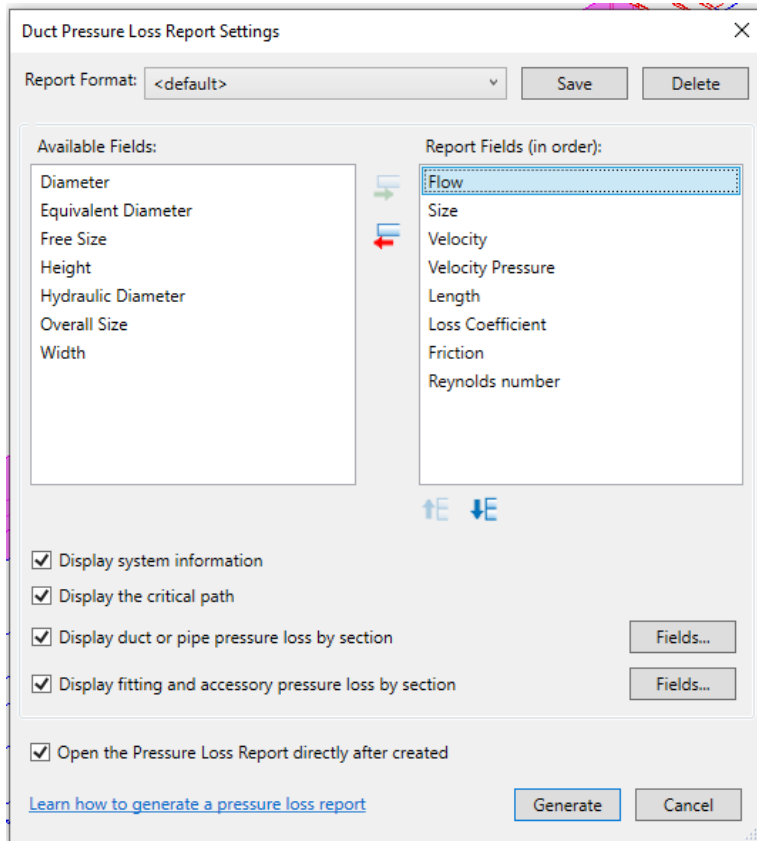 Duct Pressure Loss Report Settings
Report Format: <default> Save Delete
Available Fields:
Diameter
Equivalent Diameter
Free Size
Height
Hydraulic Diameter
Overall Size
Width
Report Fields (in order):
Flow
Size
Velocity
Velocity Pressure
Length
Loss Coefficient
Friction
Reynolds number
Display system information
Display the critical path
Display duct or pipe pressure loss by section Fields...
Display fitting and accessory pressure loss by section Fields...
Open the Pressure Loss Report directly after created
Learn how to generate a pressure loss report Generate Cancel